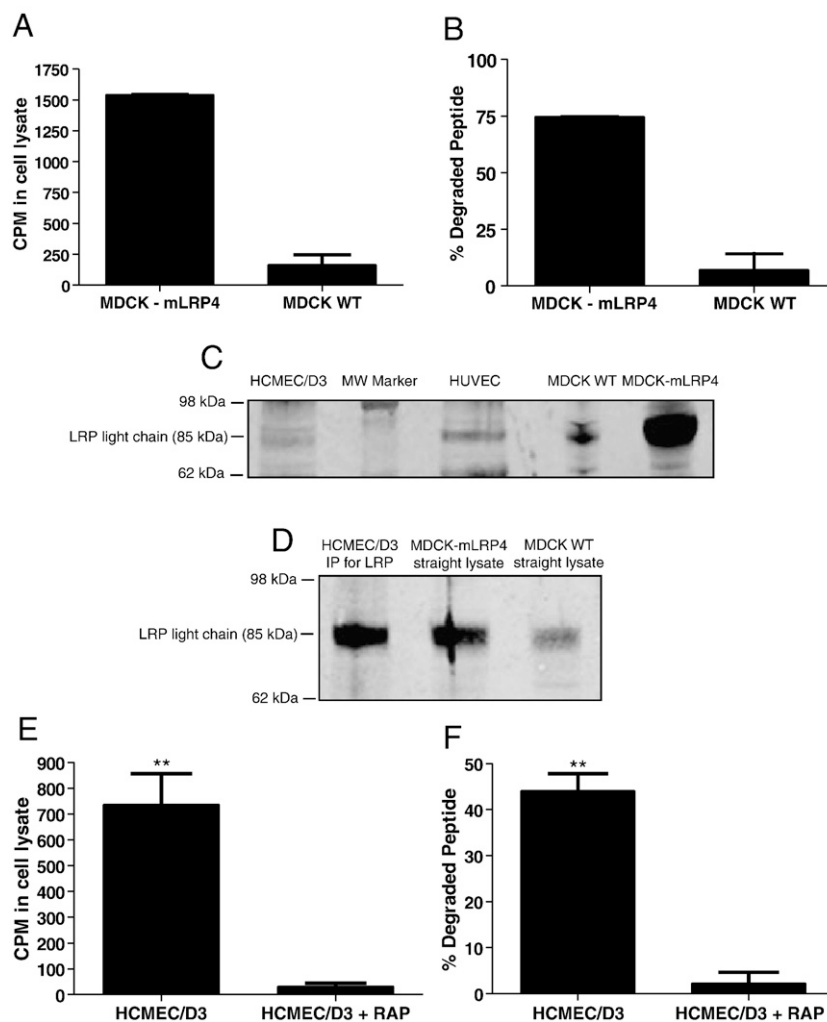 A
CPM in cell lysate
1750
1500
1250
1000
750
500
250
0
MDCK - mLRP4
MDCK WT
B
% Degraded Peptide
100
75
50
25
0
MDCK - mLRP4
MDCK WT
C
HCMEC/D3 MW Marker HUVEC MDCK WT MDCK-mLRP4
98 kDa
LRP light chain (85 kDa)
62 kDa
D
HCMEC/D3 MDCK-mLRP4 MDCK WT
IP for LRP straight lysate straight lysate
98 kDa
LRP light chain (85 kDa)
62 kDa
E
CPM in cell lysate
900
800
700
600
500
400
300
200
100
0
**
HCMEC/D3
HCMEC/D3 + RAP
F
% Degraded Peptide
50
40
30
20
10
0
**
HCMEC/D3
HCMEC/D3 + RAP